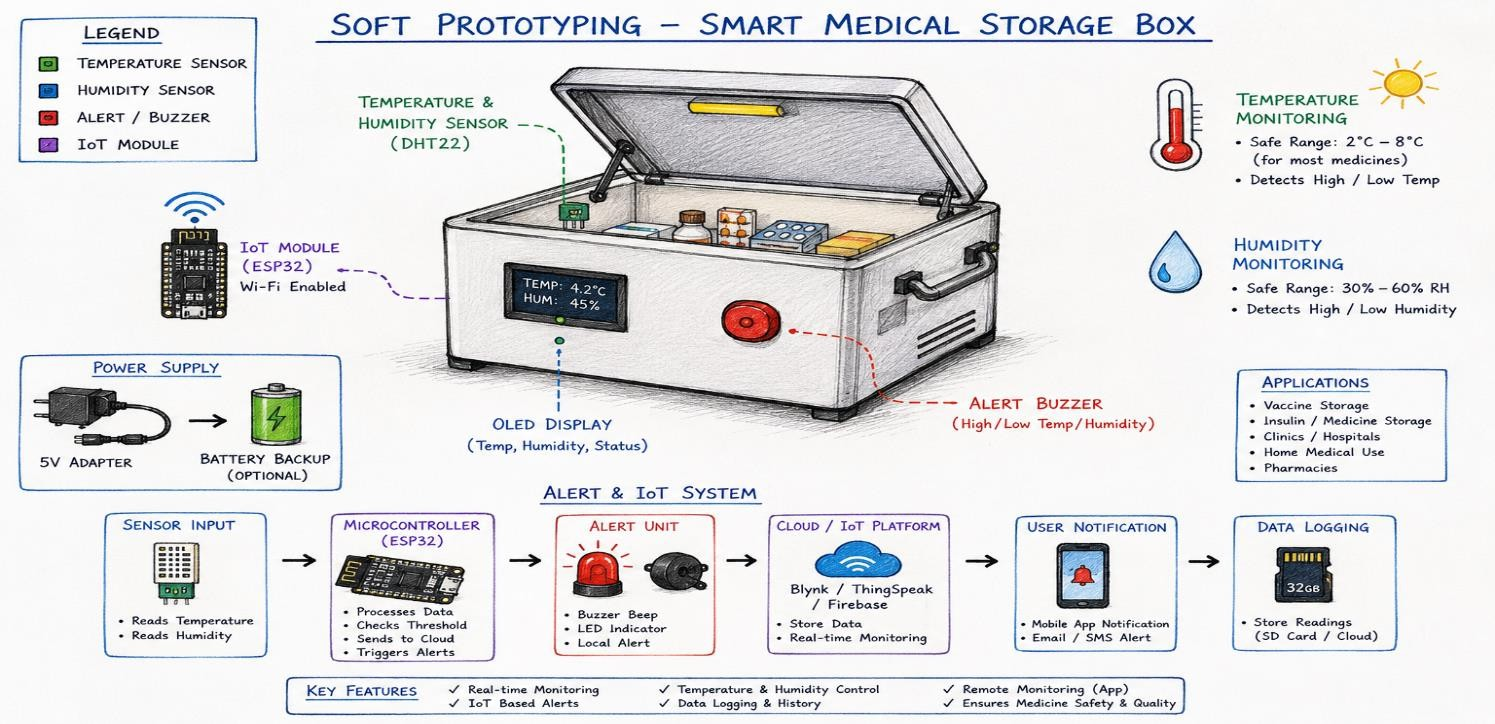 SOFT PROTOTYPING – SMART MEDICAL STORAGE BOX
LEGEND
TEMPERATURE SENSOR
HUMIDITY SENSOR
ALERT / BUZZER
IoT MODULE
TEMPERATURE &
HUMIDITY SENSOR
(DHT22)
TEMPERATURE
MONITORING
• Safe Range: 2°C – 8°C
(for most medicines)
• Detects High / Low Temp
IoT MODULE
(ESP32)
Wi-Fi Enabled
TEMP: 4.2°C
HUM: 45%
HUMIDITY
MONITORING
• Safe Range: 30% – 60% RH
• Detects High / Low Humidity
POWER SUPPLY
5V ADAPTER
BATTERY BACKUP
(OPTIONAL)
OLED DISPLAY
(Temp, Humidity, Status)
ALERT BUZZER
(High/Low Temp/Humidity)
APPLICATIONS
• Vaccine Storage
• Insulin / Medicine Storage
• Clinics / Hospitals
• Home Medical Use
• Pharmacies
ALERT & IoT SYSTEM
SENSOR INPUT
• Reads Temperature
• Reads Humidity
MICROCONTROLLER
(ESP32)
• Processes Data
• Checks Threshold
• Sends to Cloud
• Triggers Alerts
ALERT UNIT
• Buzzer Beep
• LED Indicator
• Local Alert
CLOUD / IoT PLATFORM
Blynk / ThingSpeak
/ Firebase
• Store Data
• Real-time Monitoring
USER NOTIFICATION
• Mobile App Notification
• Email / SMS Alert
DATA LOGGING
32GB
• Store Readings
(SD Card / Cloud)
KEY FEATURES
✓ Real-time Monitoring
✓ IoT Based Alerts
✓ Temperature & Humidity Control
✓ Data Logging & History
✓ Remote Monitoring (App)
✓ Ensures Medicine Safety & Quality